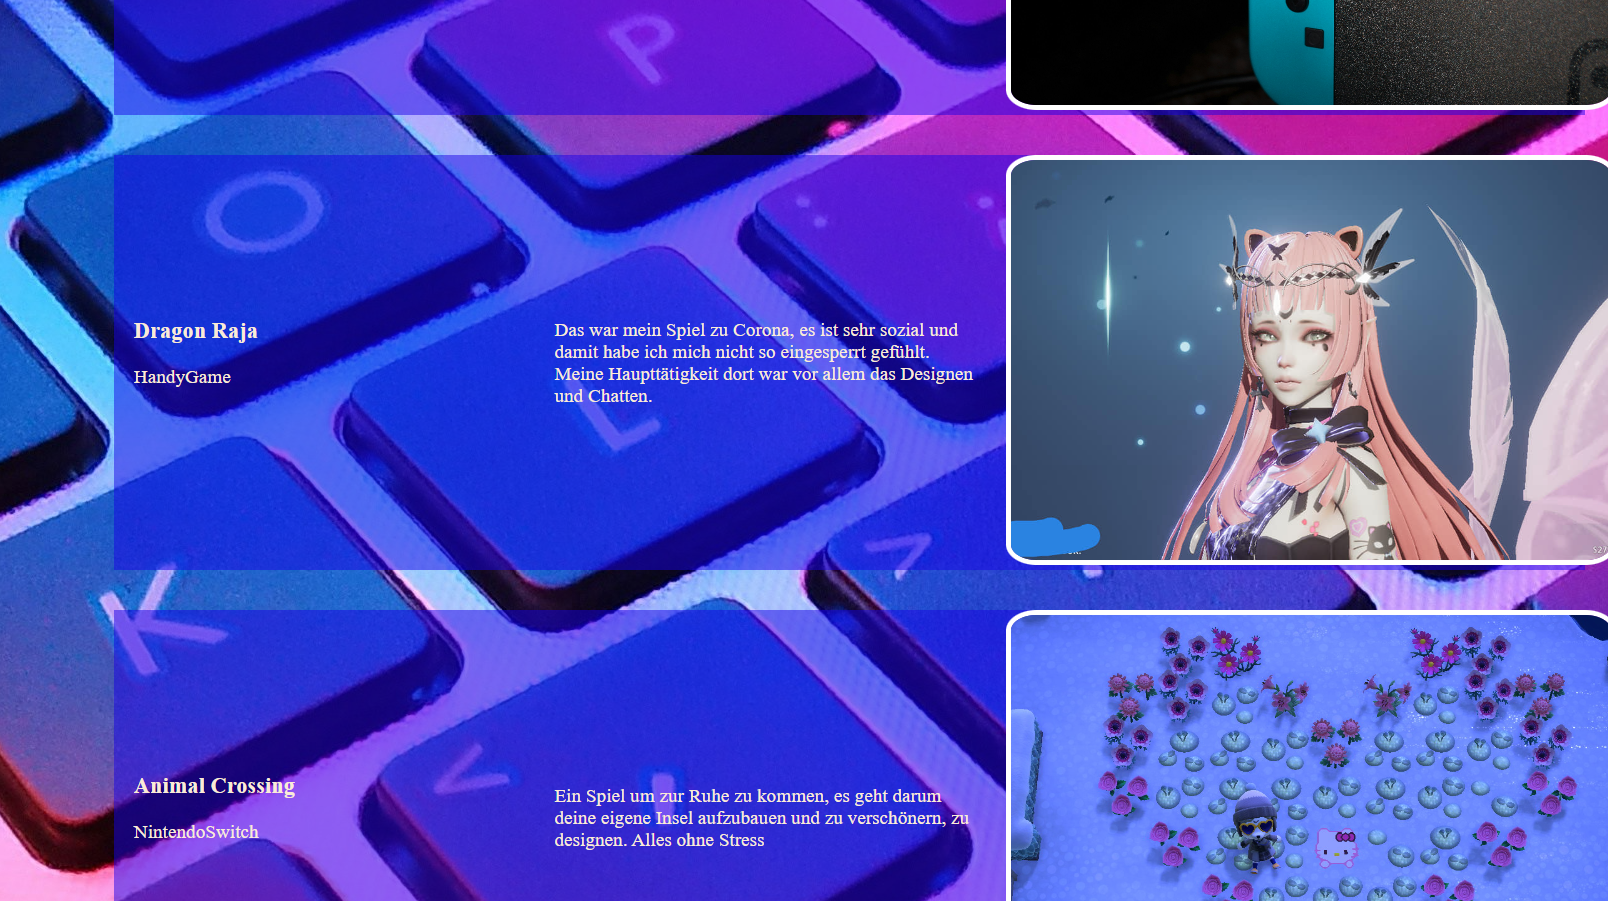 P
O
L
K
Dragon Raja
HandyGame
Das war mein Spiel zu Corona, es ist sehr sozial und
damit habe ich mich nicht so eingesperrt gefühlt.
Meine Haupttätigkeit dort war vor allem das Designen
und Chatten.
Animal Crossing
NintendoSwitch
Ein Spiel um zur Ruhe zu kommen, es geht darum
deine eigene Insel aufzubauen und zu verschönern, zu
designen. Alles ohne Stress